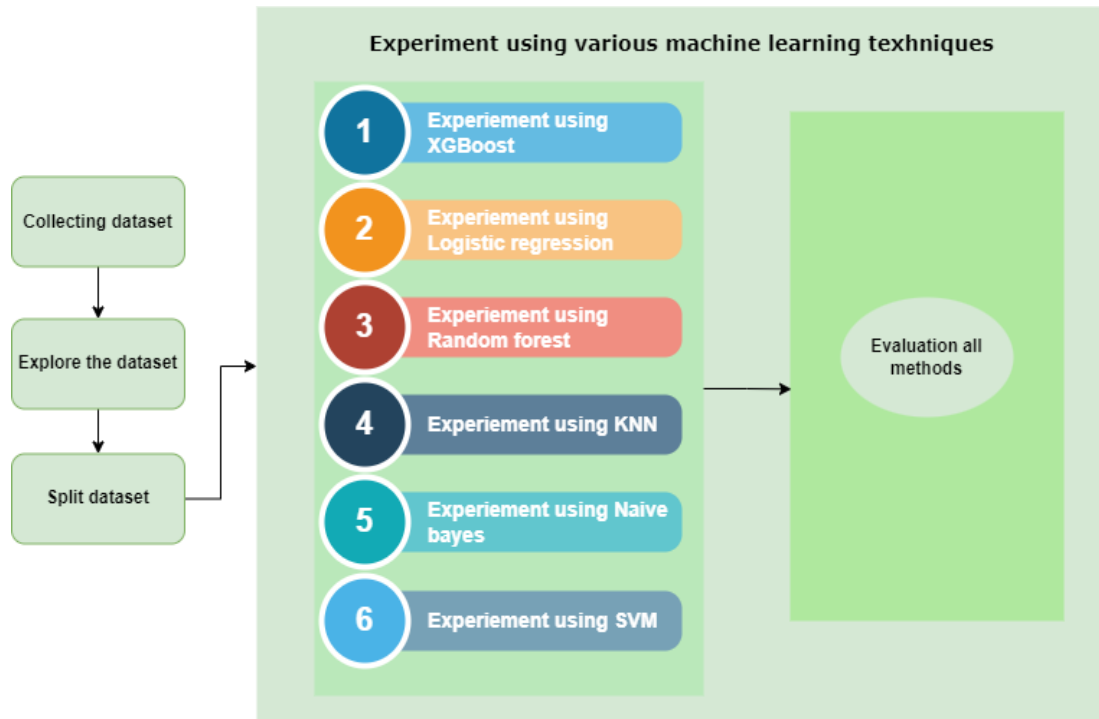 Experiment using various machine learning texhniques
Collecting dataset
Explore the dataset
Split dataset
1
Experiement using
XGBoost
2
Experiement using
Logistic regression
3
Experiement using
Random forest
4
Experiement using KNN
5
Experiement using Naive
bayes
6
Experiement using SVM
Evaluation all
methods